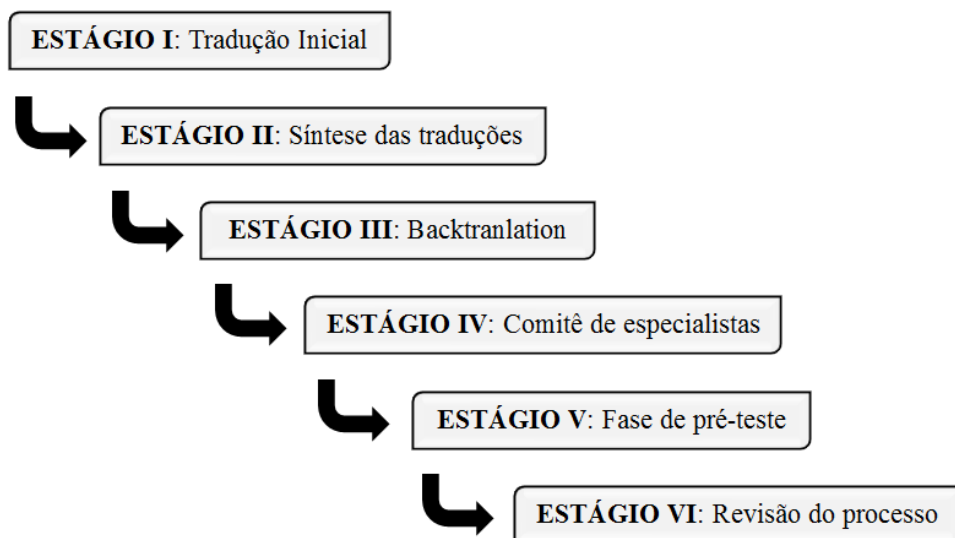 ESTÁGIO I: Tradução Inicial
ESTÁGIO II: Síntese das traduções
ESTÁGIO III: Backtranlation
ESTÁGIO IV: Comitê de especialistas
ESTÁGIO V: Fase de pré-teste
ESTÁGIO VI: Revisão do processo